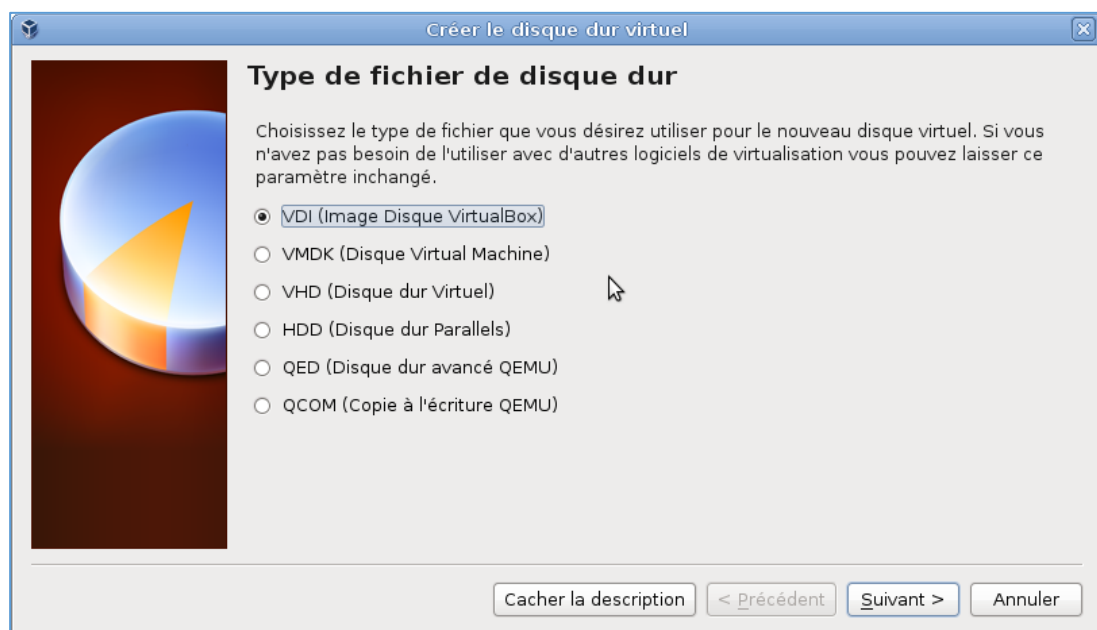 Créer le disque dur virtuel
Type de fichier de disque dur
Choisissez le type de fichier que vous désirez utiliser pour le nouveau disque virtuel. Si vous
n'avez pas besoin de l'utiliser avec d'autres logiciels de virtualisation vous pouvez laisser ce
paramètre inchangé.
VDI (Image Disque VirtualBox)
VMDK (Disque Virtual Machine)
VHD (Disque dur Virtuel)
HDD (Disque dur Parallels)
QED (Disque dur avancé QEMU)
QCOM (Copie à l'écriture QEMU)
Cacher la description < Précédent Suivant > Annuler